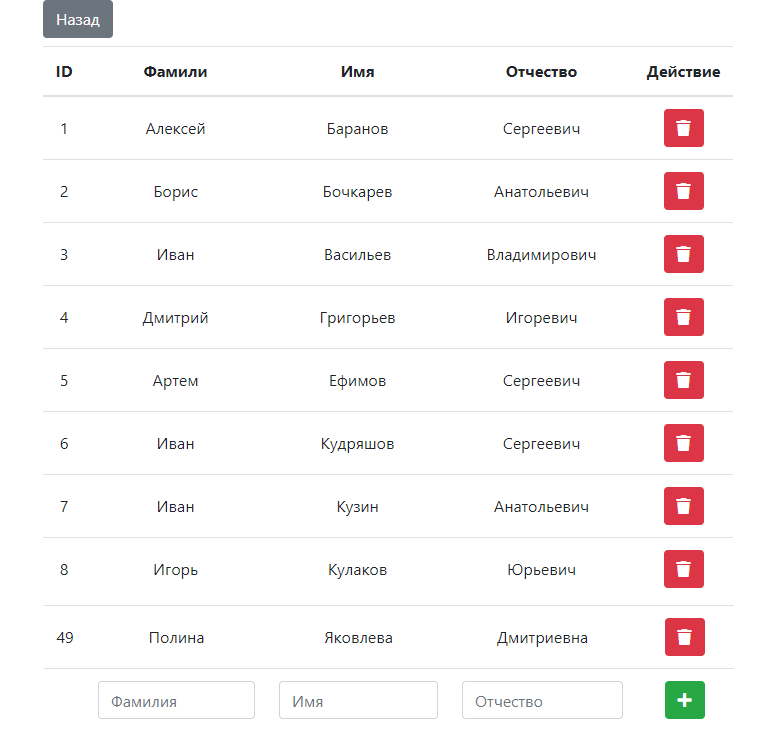 Назад
ID Фамили Имя Отчество Действие
1 Алексей Баранов Сергеевич
2 Борис Бочкарев Анатольевич
3 Иван Васильев Владимирович
4 Дмитрий Григорьев Игоревич
5 Артем Ефимов Сергеевич
6 Иван Кудряшов Сергеевич
7 Иван Кузин Анатольевич
8 Игорь Кулаков Юрьевич
49 Полина Яковлева Дмитриевна
Фамилия Имя Отчество